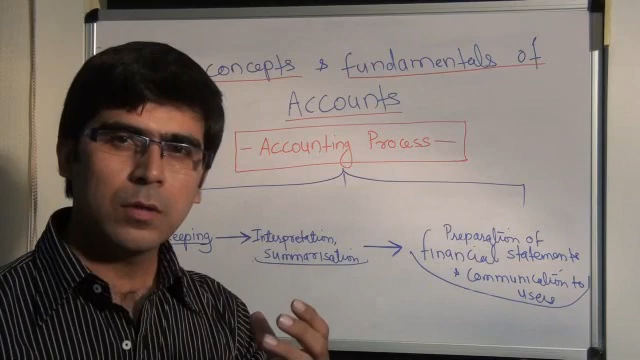 concepts & fundamentals of
Accounts
- Accounting Process -
eeping → Interpretation, summarisation → Preparation of financial statements & communication to users